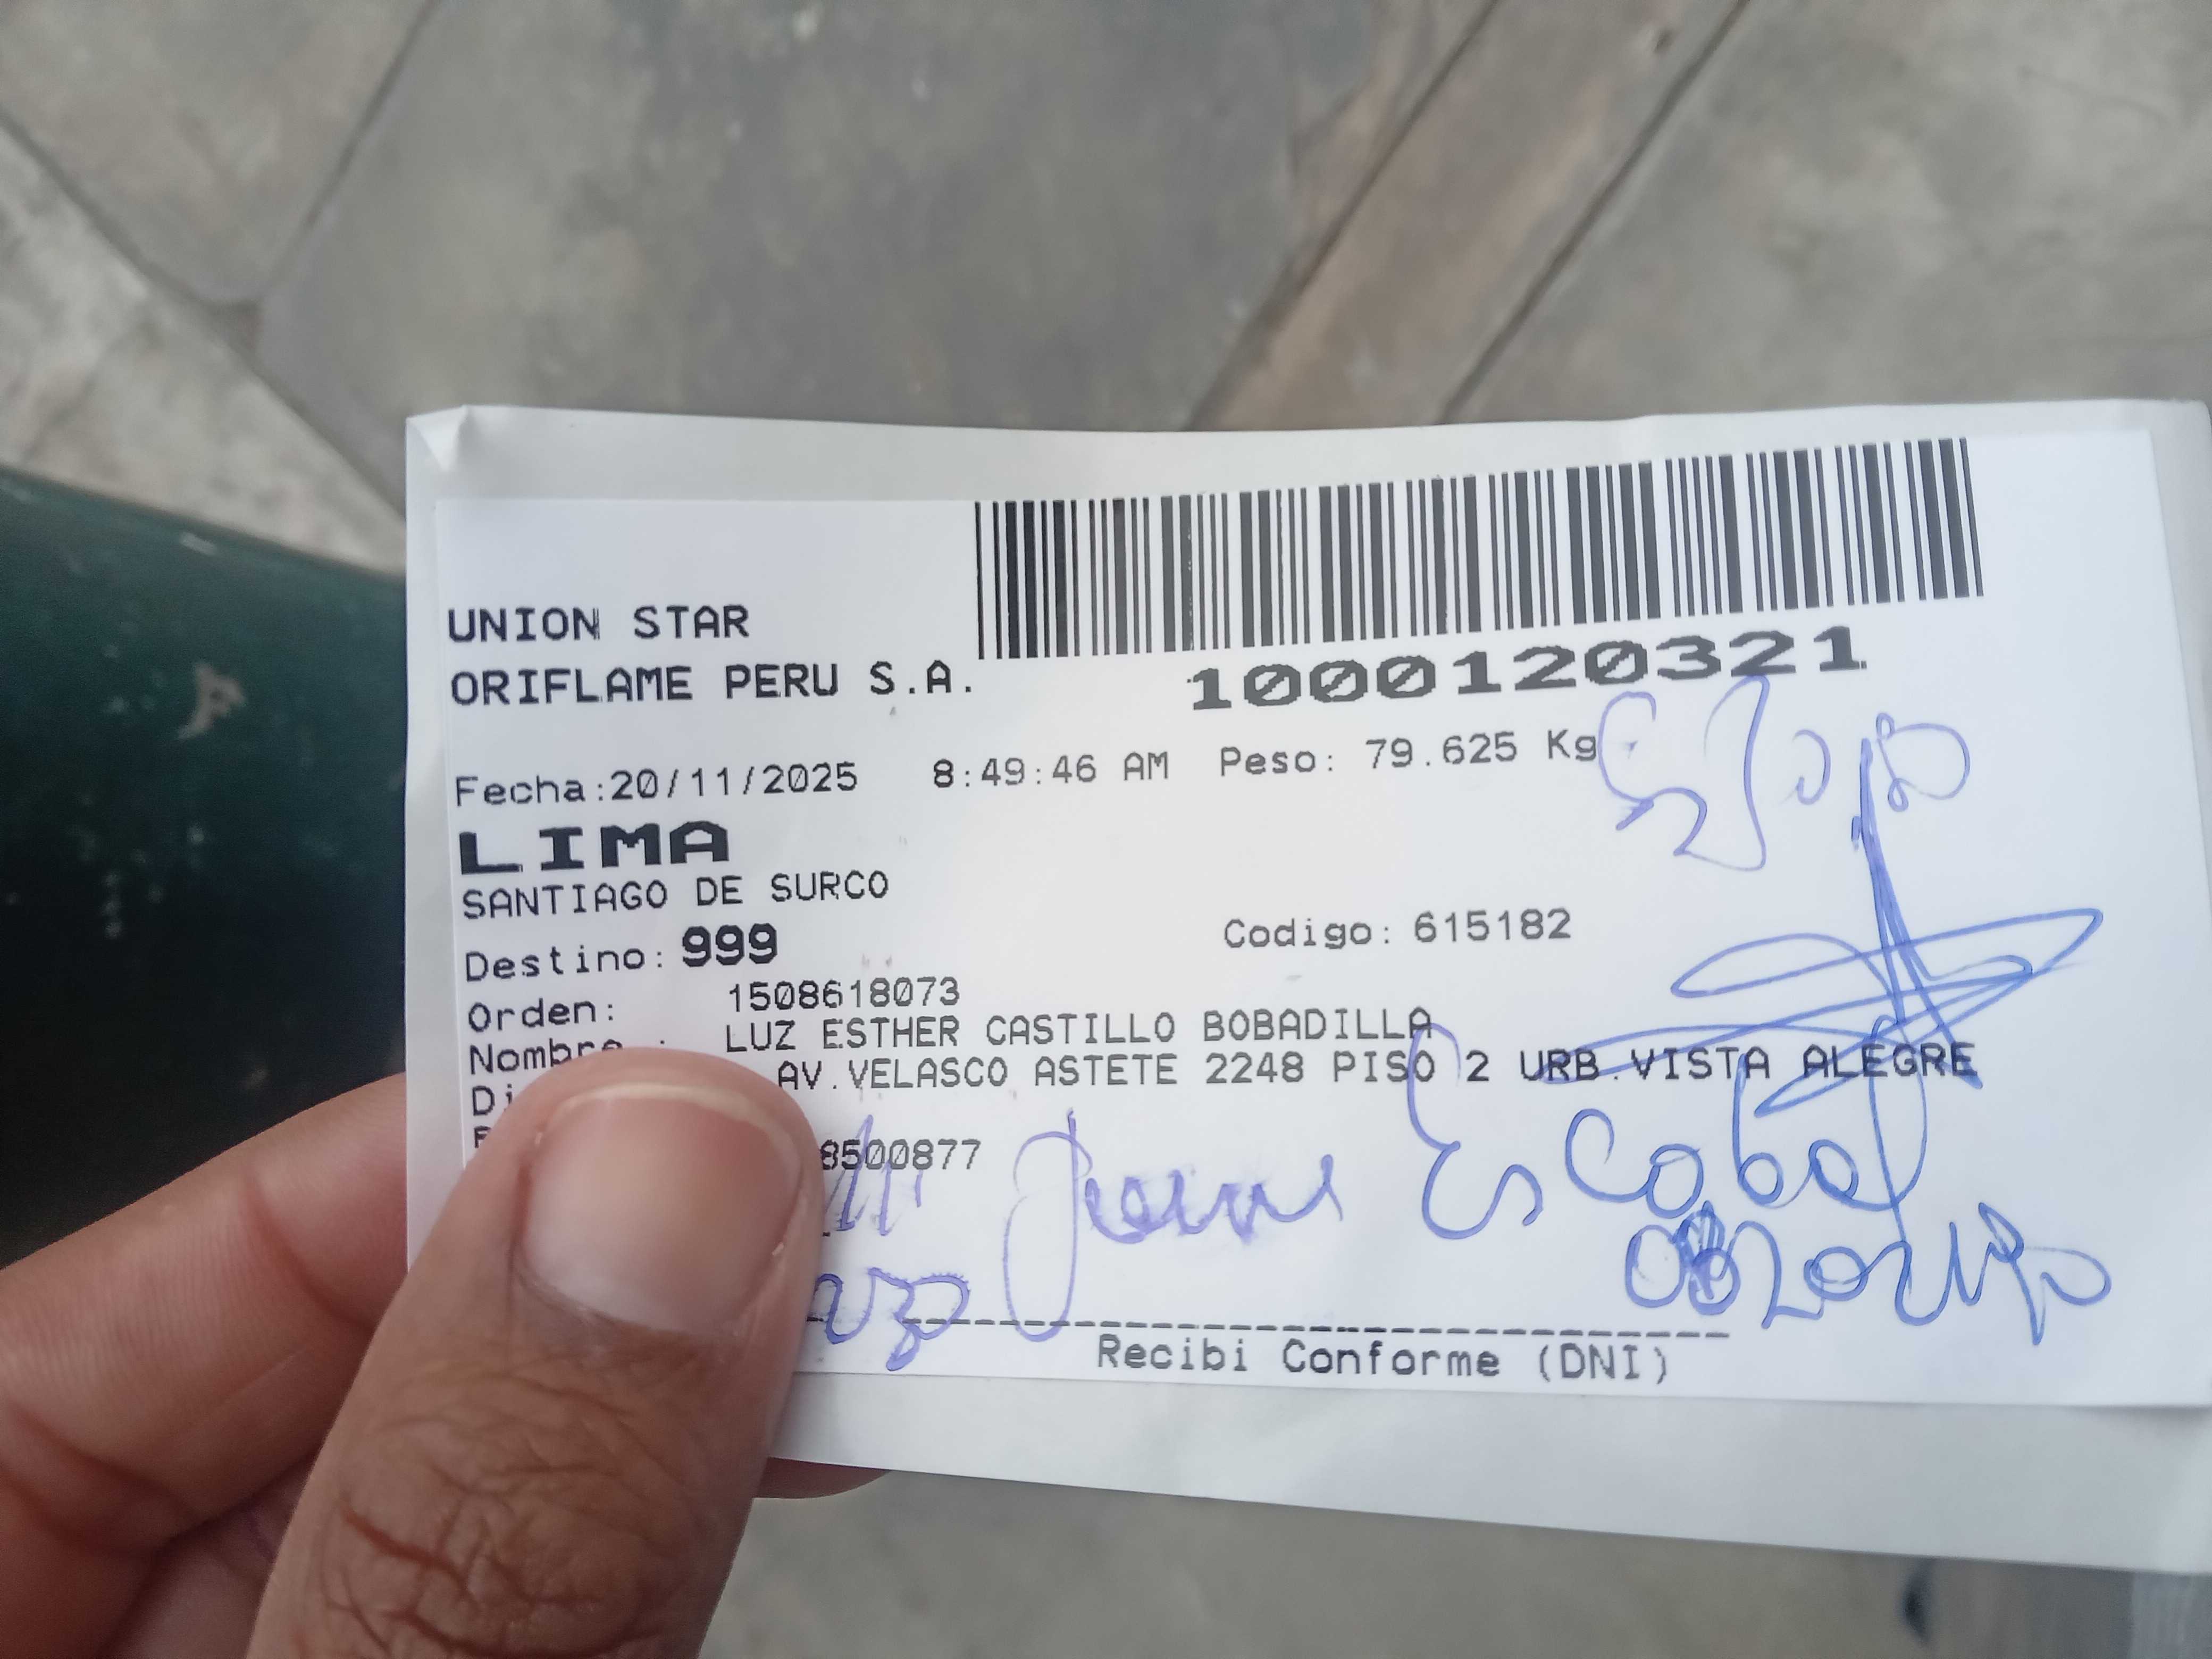 UNION STAR
ORIFLAME PERU S.A.
1000120321
Fecha:20/11/2025 8:49:46 AM Peso: 79.625 Kg
LIMA
SANTIAGO DE SURCO
Destino: 999 Codigo: 615182
Orden: 1508618073
Nombre : LUZ ESTHER CASTILLO BOBADILLA
AV.VELASCO ASTETE 2248 PISO 2 URB.VISTA ALEGRE
8500877
Escobar
Recibi Conforme (DNI)